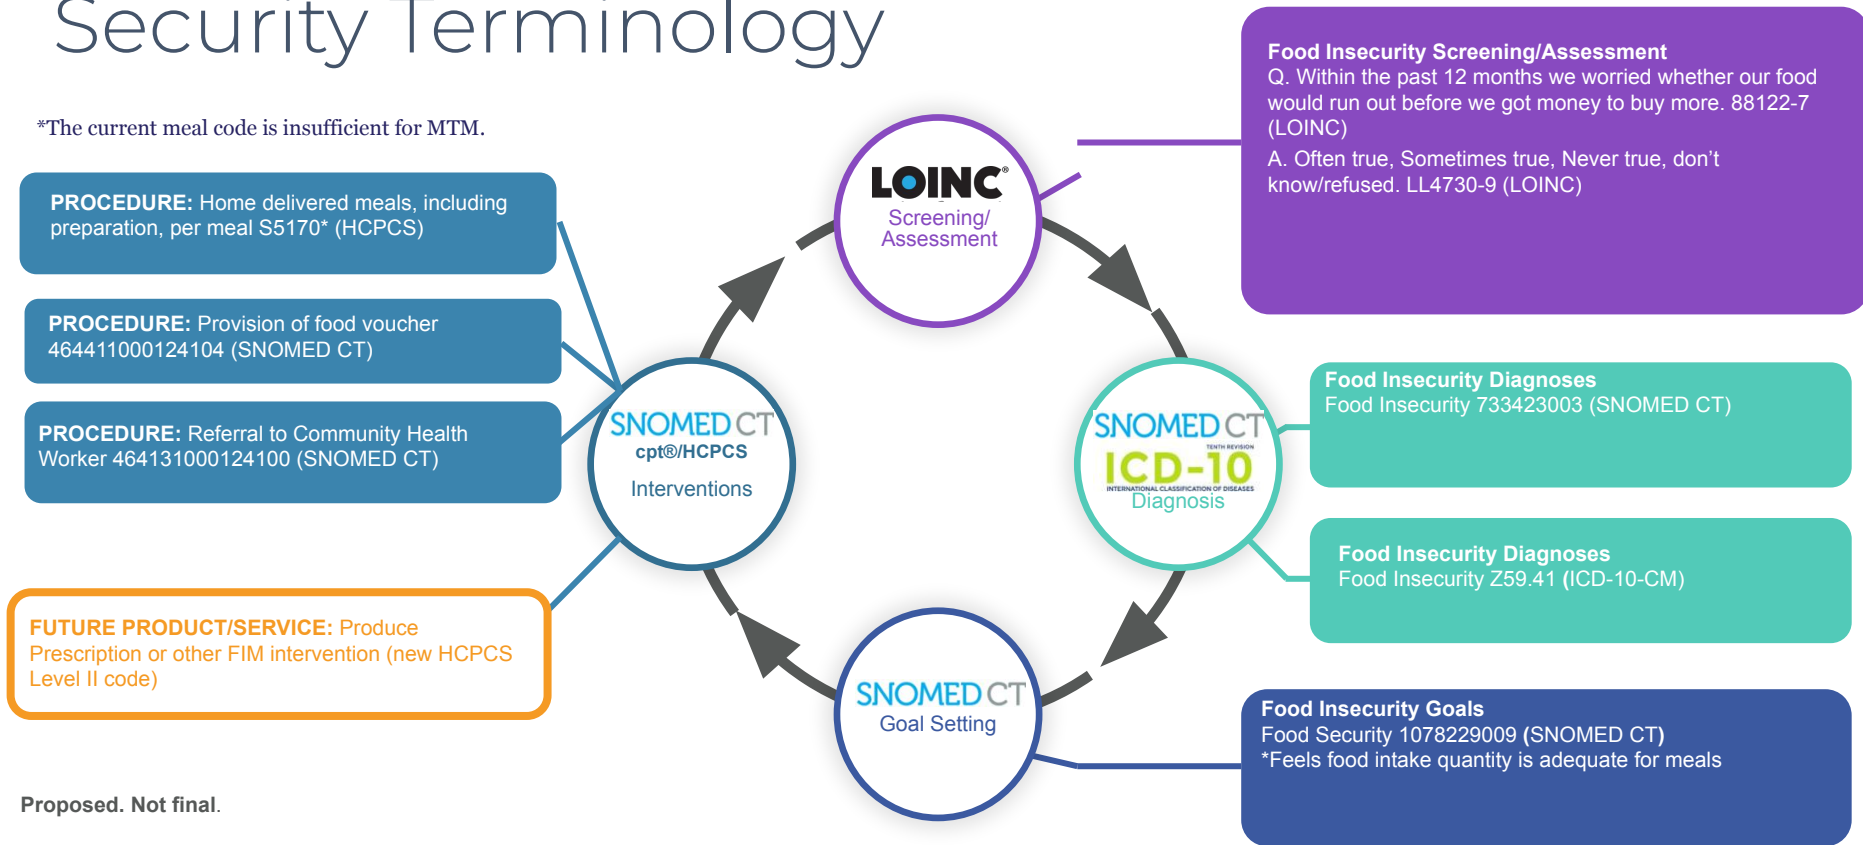 Security Terminology
*The current meal code is insufficient for MTM.
PROCEDURE: Home delivered meals, including
preparation, per meal S5170* (HCPCS)
PROCEDURE: Provision of food voucher
464411000124104 (SNOMED CT)
PROCEDURE: Referral to Community Health
Worker 464131000124100 (SNOMED CT)
FUTURE PRODUCT/SERVICE: Produce
Prescription or other FIM intervention (new HCPCS
Level II code)
Proposed. Not final.
LOINC®
Screening/
Assessment
SNOMED CT
cpt®/HCPCS
Interventions
SNOMED CT
TENTH REVISION
ICD-10
INTERNATIONAL CLASSIFICATION OF DISEASES
Diagnosis
SNOMED CT
Goal Setting
Food Insecurity Screening/Assessment
Q. Within the past 12 months we worried whether our food
would run out before we got money to buy more. 88122-7
(LOINC)
A. Often true, Sometimes true, Never true, don't
know/refused. LL4730-9 (LOINC)
Food Insecurity Diagnoses
Food Insecurity 733423003 (SNOMED CT)
Food Insecurity Diagnoses
Food Insecurity Z59.41 (ICD-10-CM)
Food Insecurity Goals
Food Security 1078229009 (SNOMED CT)
*Feels food intake quantity is adequate for meals